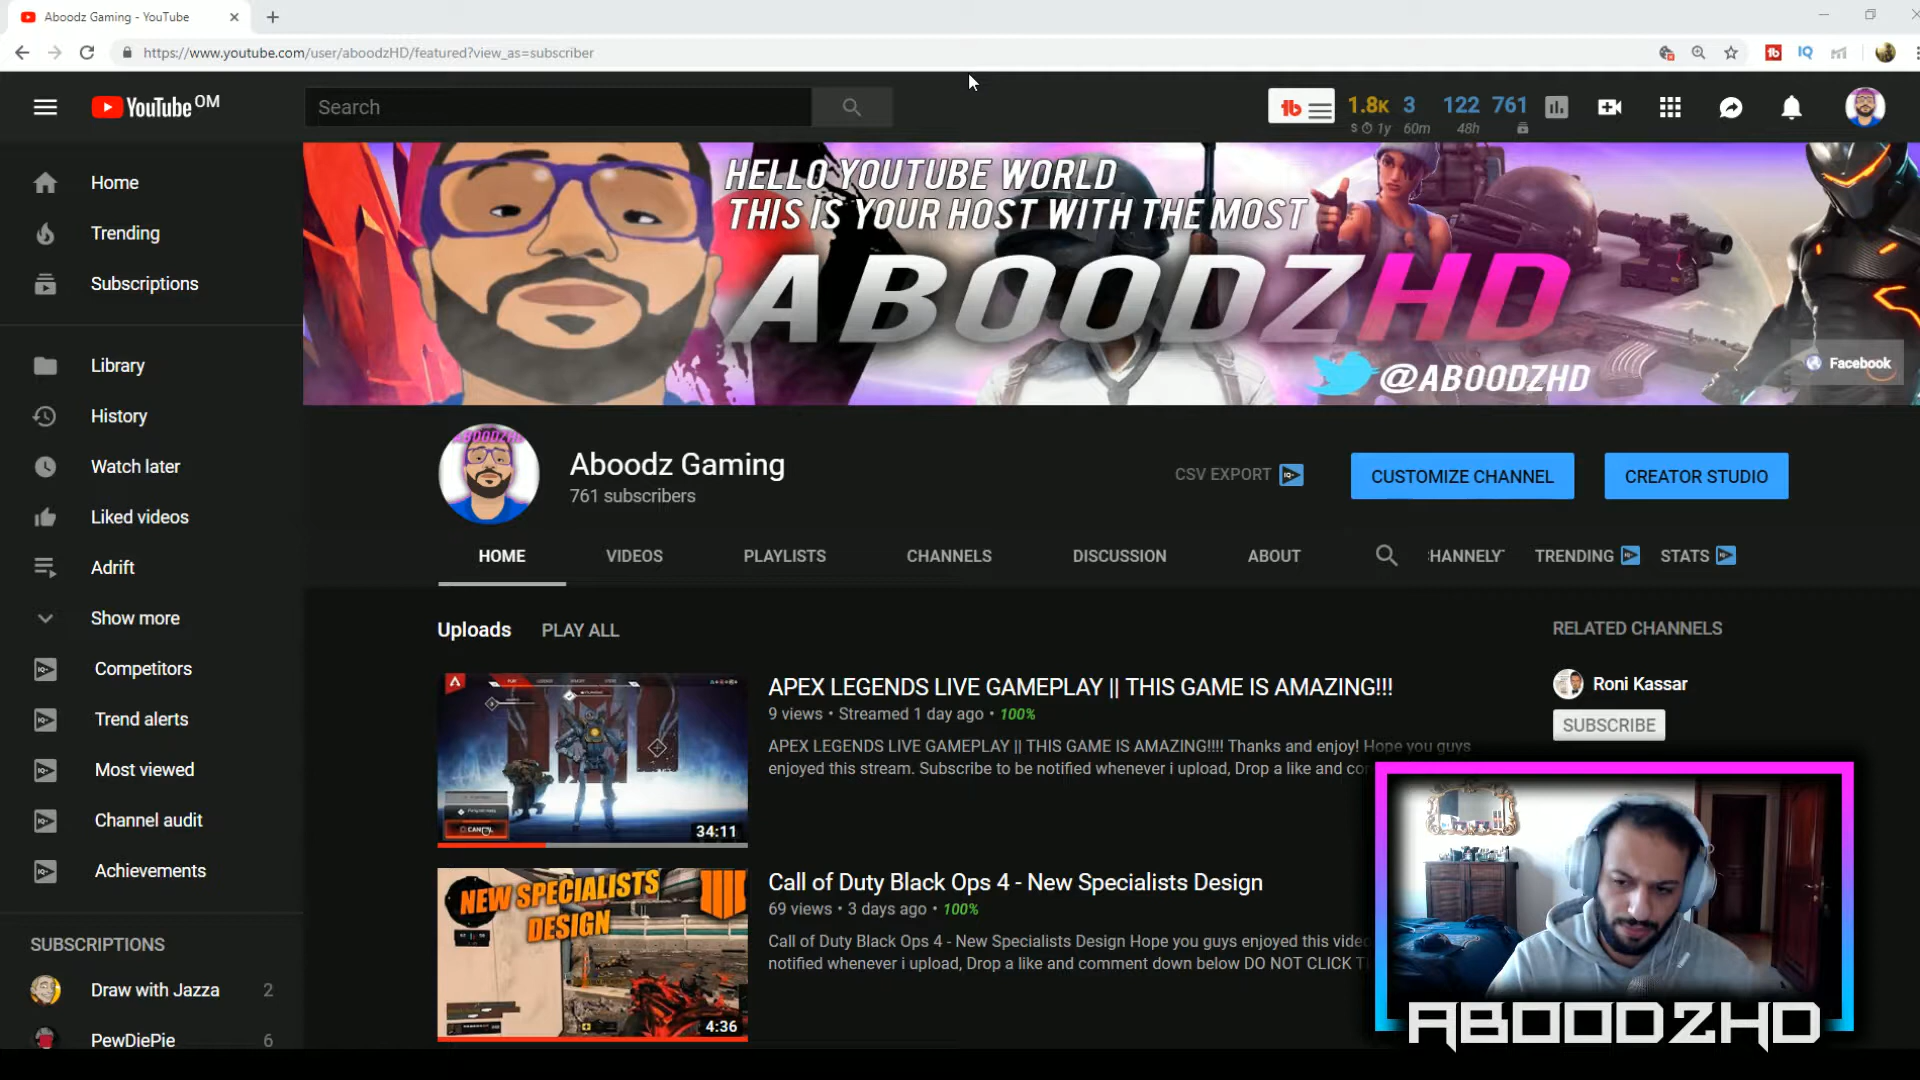 Aboodz Gaming - YouTube
https://www.youtube.com/user/aboodzHD/featured?view_as=subscriber
YouTube OM
Search
1.8K 3 122 761
1y 60m 48h
Home
Trending
Subscriptions
Library
History
Watch later
Liked videos
Adrift
Show more
Competitors
Trend alerts
Most viewed
Channel audit
Achievements
SUBSCRIPTIONS
Draw with Jazza 2
PewDiePie 6
HELLO YOUTUBE WORLD
THIS IS YOUR HOST WITH THE MOST
ABOODZHD
@ABOODZHD
Facebook
ABOODZHD
Aboodz Gaming
761 subscribers
CSV EXPORT
CUSTOMIZE CHANNEL
CREATOR STUDIO
HOME VIDEOS PLAYLISTS CHANNELS DISCUSSION ABOUT HANNELY TRENDING STATS
Uploads PLAY ALL
APEX LEGENDS LIVE GAMEPLAY || THIS GAME IS AMAZING!!!
9 views • Streamed 1 day ago • 100%
APEX LEGENDS LIVE GAMEPLAY || THIS GAME IS AMAZING!!!! Thanks and enjoy! Hope you guys
enjoyed this stream. Subscribe to be notified whenever i upload, Drop a like and co
CANCEL
34:11
NEW SPECIALISTS
DESIGN
4:36
Call of Duty Black Ops 4 - New Specialists Design
69 views • 3 days ago • 100%
Call of Duty Black Ops 4 - New Specialists Design Hope you guys enjoyed this vide
notified whenever i upload, Drop a like and comment down below DO NOT CLICK T
RELATED CHANNELS
Roni Kassar
SUBSCRIBE
ABOODZHD